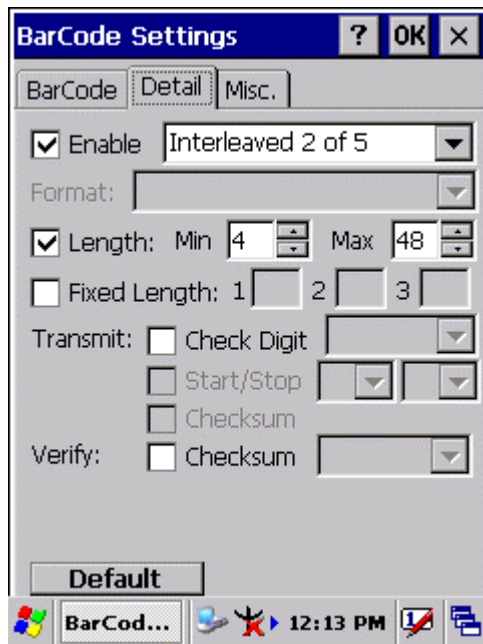 BarCode Settings ? OK ×
BarCode Detail Misc.
Enable Interleaved 2 of 5
Format:
Length: Min 4 Max 48
Fixed Length: 1 2 3
Transmit: Check Digit
Start/Stop
Checksum
Verify: Checksum
Default
BarCod... 12:13 PM 1